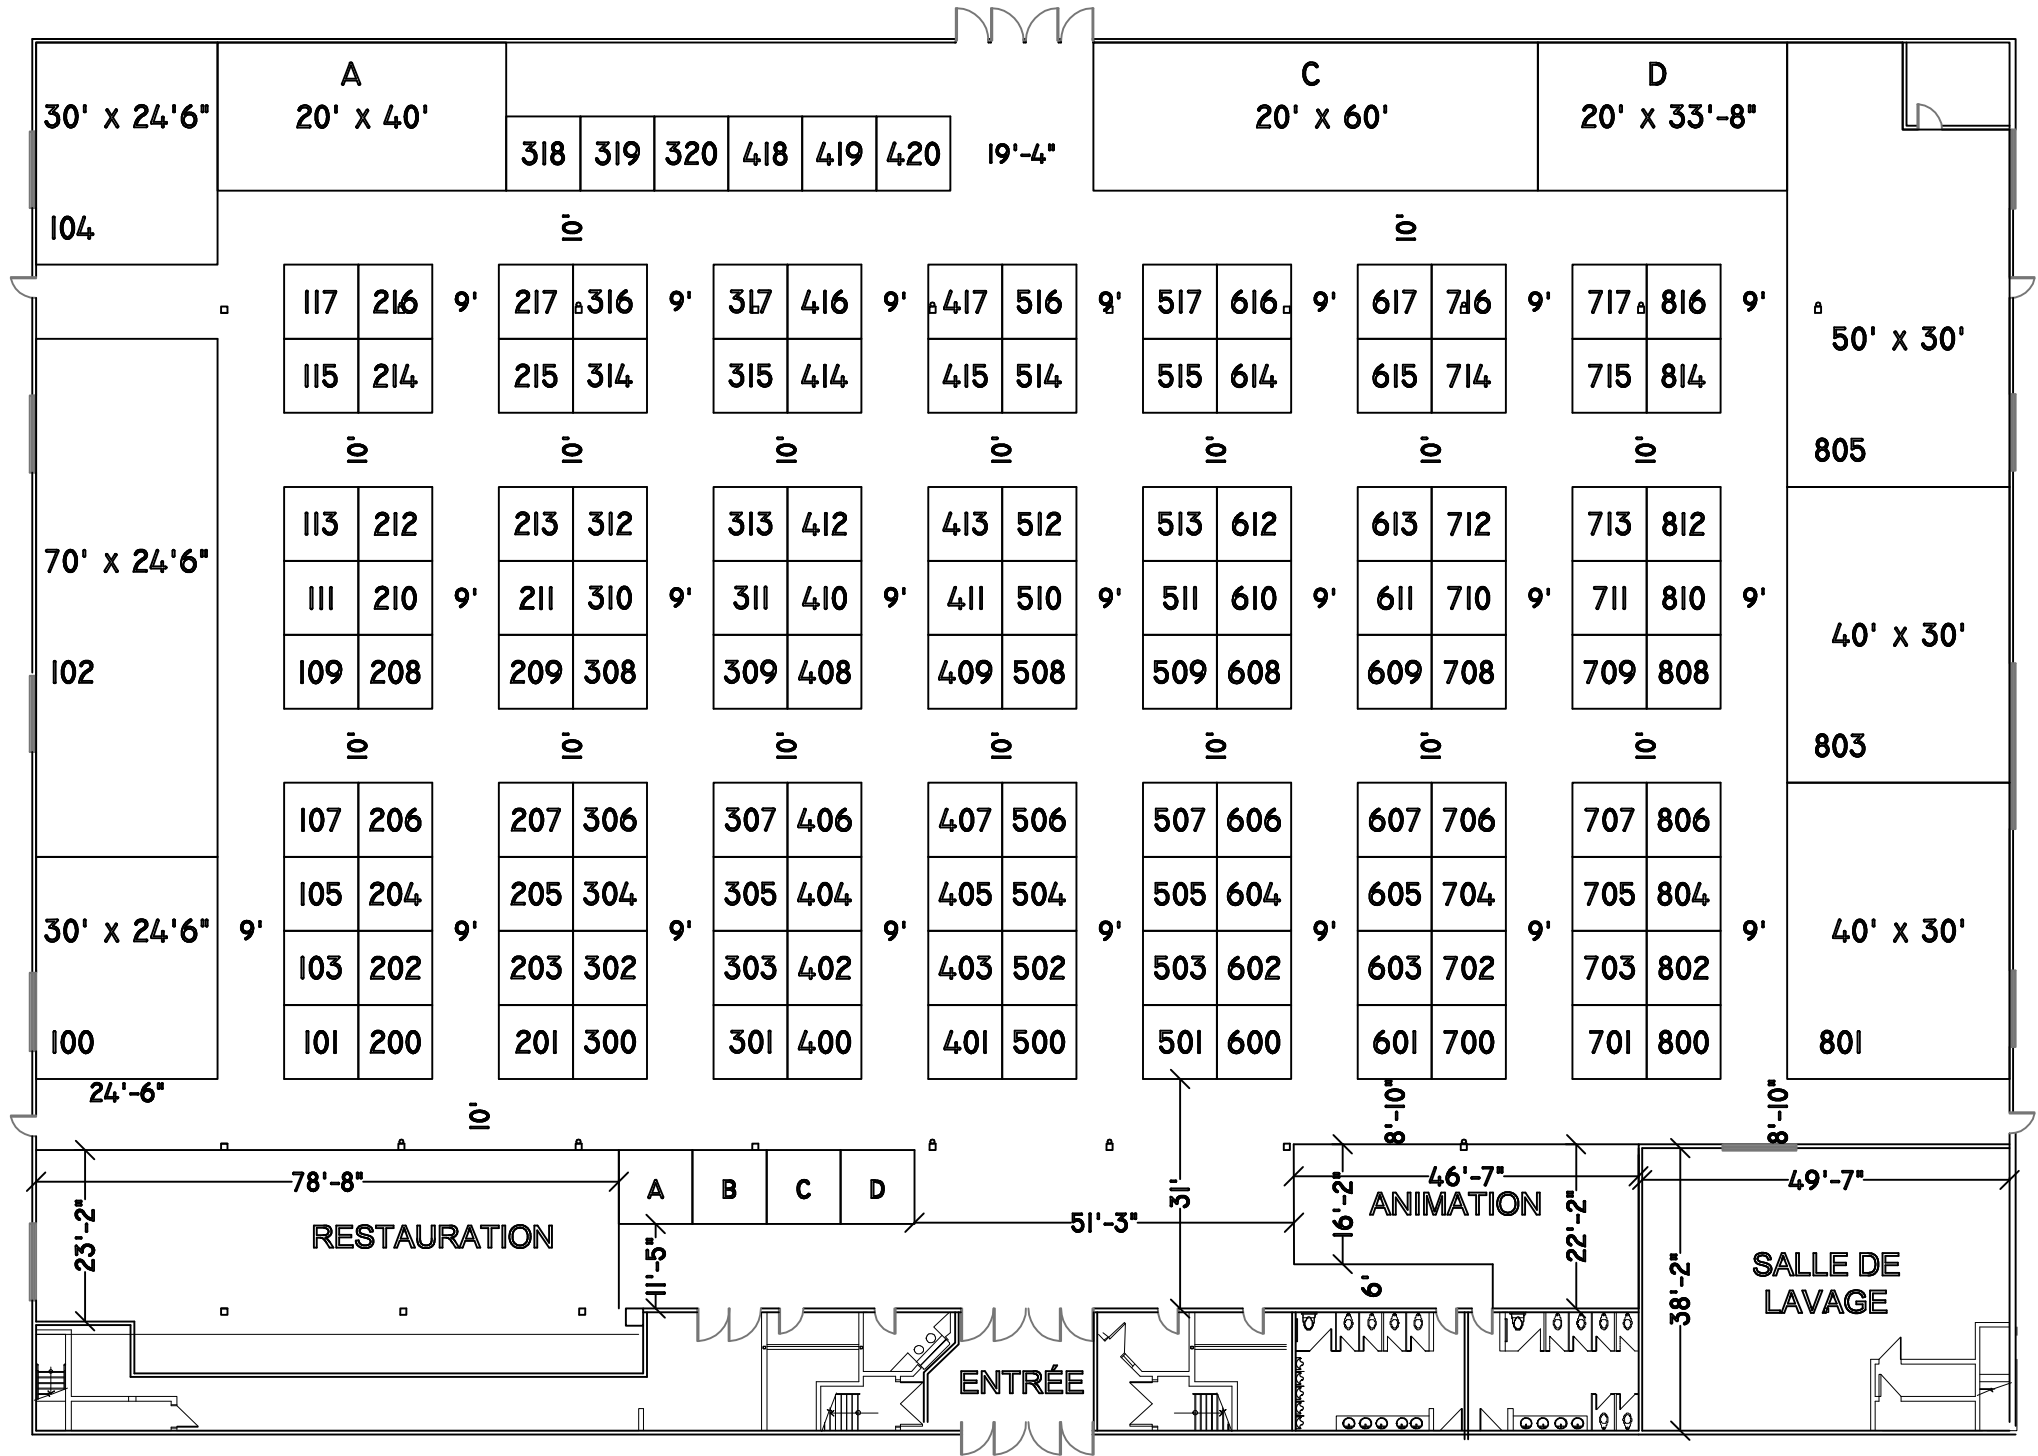 A
C
D
30' X 24'6"
20' X 40'
20' X 60'
20' X 33'-8"
318 319 320 418 419 420
19'-4"
104
10'
10'
117 216 9' 217 316 9' 317 416 9' 417 516 9' 517 616 9' 617 716 9' 717 816 9'
50' X 30'
115 214 215 314 315 414 415 514 515 614 615 714 715 814
10' 10' 10' 10' 10' 10' 10'
805
113 212 213 312 313 412 413 512 513 612 613 712 713 812
70' X 24'6"
111 210 9' 211 310 9' 311 410 9' 411 510 9' 511 610 9' 611 710 9' 711 810 9'
40' X 30'
102
109 208 209 308 309 408 409 508 509 608 609 708 709 808
10' 10' 10' 10' 10' 10' 10'
803
107 206 207 306 307 406 407 506 507 606 607 706 707 806
105 204 205 304 305 404 405 504 505 604 605 704 705 804
30' X 24'6"
9' 9' 9' 9' 9' 9' 9' 9'
40' X 30'
103 202 203 302 303 402 403 502 503 602 603 702 703 802
100
101 200 201 300 301 400 401 500 501 600 601 700 701 800
801
24'-6"
10'
8'-10"
8'-10"
78'-8"
A B C D
46'-7"
49'-7"
23'-2"
31'
16'-2"
ANIMATION
22'-2"
51'-3"
RESTAURATION
11'-5"
6'
38'-2"
SALLE DE
LAVAGE
ENTRÉE